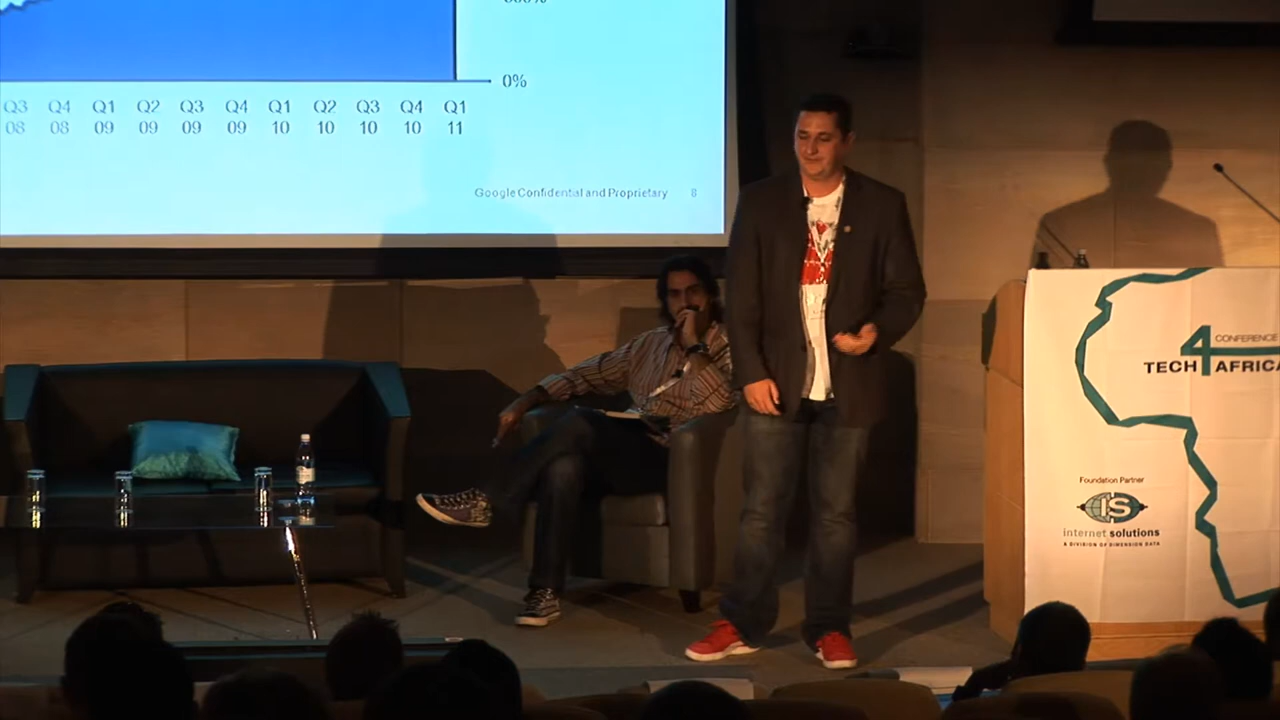 0%
Q3 Q4 Q1 Q2 Q3 Q4 Q1 Q2 Q3 Q4 Q1
08 08 09 09 09 09 10 10 10 10 11
Google Confidential and Proprietary 8
4
CONFERENCE
TECH AFRICA
Foundation Partner
IS
internet solutions
A DIVISION OF DIMENSION DATA